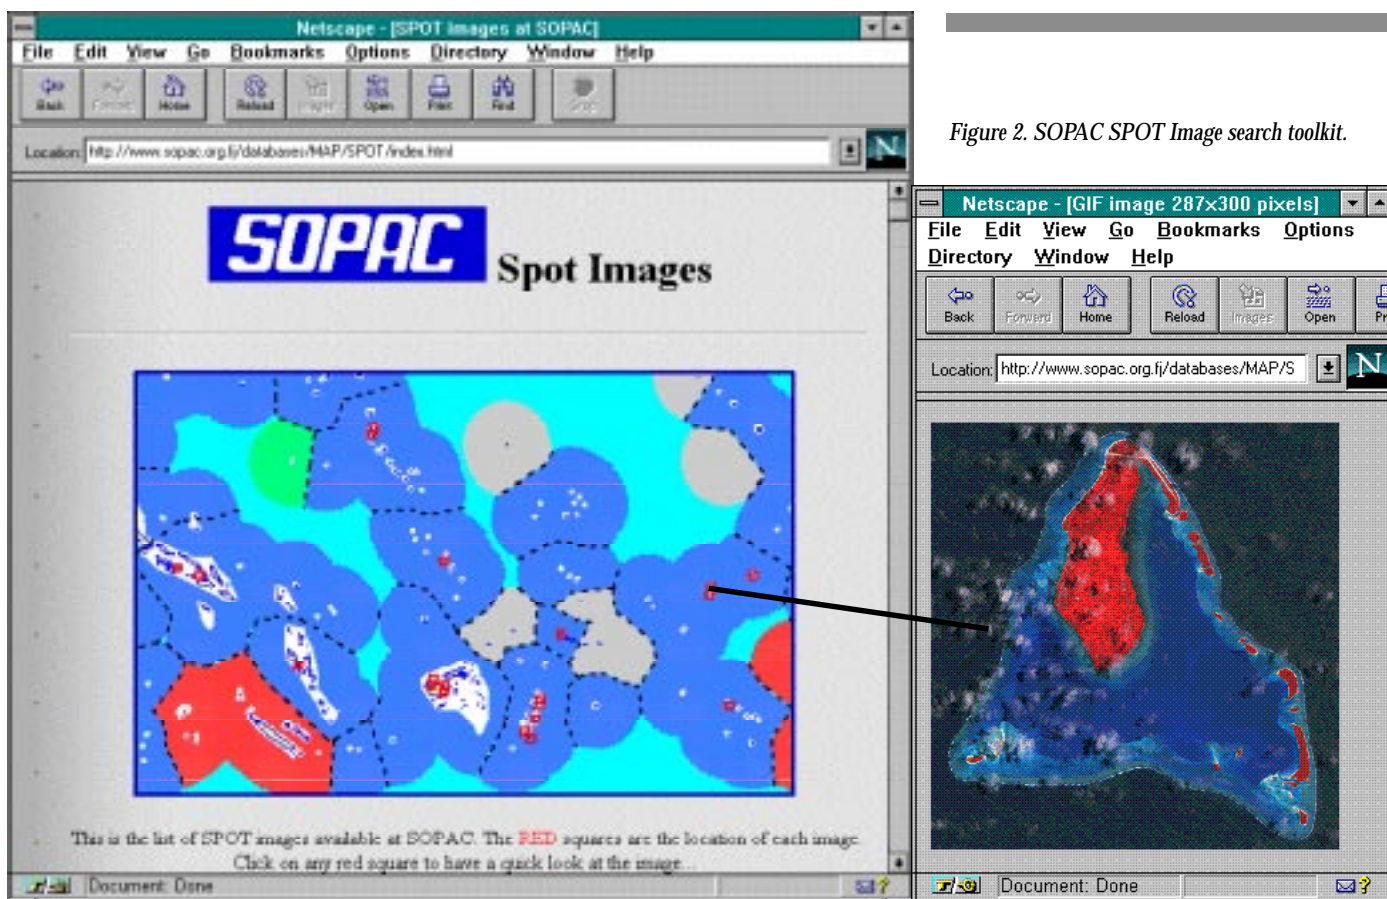 Netscape - [SPOT Images at SOPAC]
File Edit View Go Bookmarks Options Directory Window Help
Back Forward Home Reload Images Open Print Find Stop
Location: http://www.sopac.org.fj/databases/MAP/SPOT/index.html
SOPAC Spot Images
This is the list of SPOT images available at SOPAC. The RED squares are the location of each image.
Click on any red square to have a quick look at the image...
Document: Done
Figure 2. SOPAC SPOT Image search toolkit.
Netscape - [GIF image 287x300 pixels]
File Edit View Go Bookmarks Options
Directory Window Help
Back Forward Home Reload Images Open Pr
Location: http://www.sopac.org.fj/databases/MAP/S
N
Document: Done